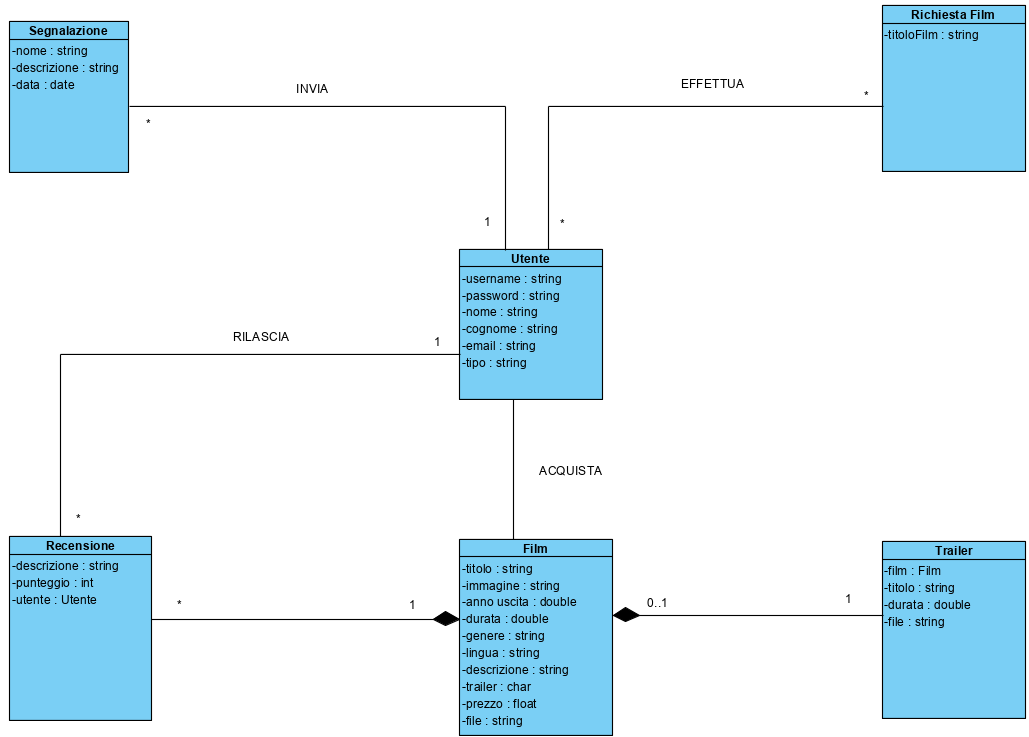 Segnalazione
-nome : string
-descrizione : string
-data : date
INVIA
*
1
EFFETTUA
*
*
Richiesta Film
-titoloFilm : string
Utente
-username : string
-password : string
-nome : string
-cognome : string
-email : string
-tipo : string
RILASCIA
1
*
ACQUISTA
Recensione
-descrizione : string
-punteggio : int
-utente : Utente
*
1
Film
-titolo : string
-immagine : string
-anno uscita : double
-durata : double
-genere : string
-lingua : string
-descrizione : string
-trailer : char
-prezzo : float
-file : string
0..1
1
Trailer
-film : Film
-titolo : string
-durata : double
-file : string